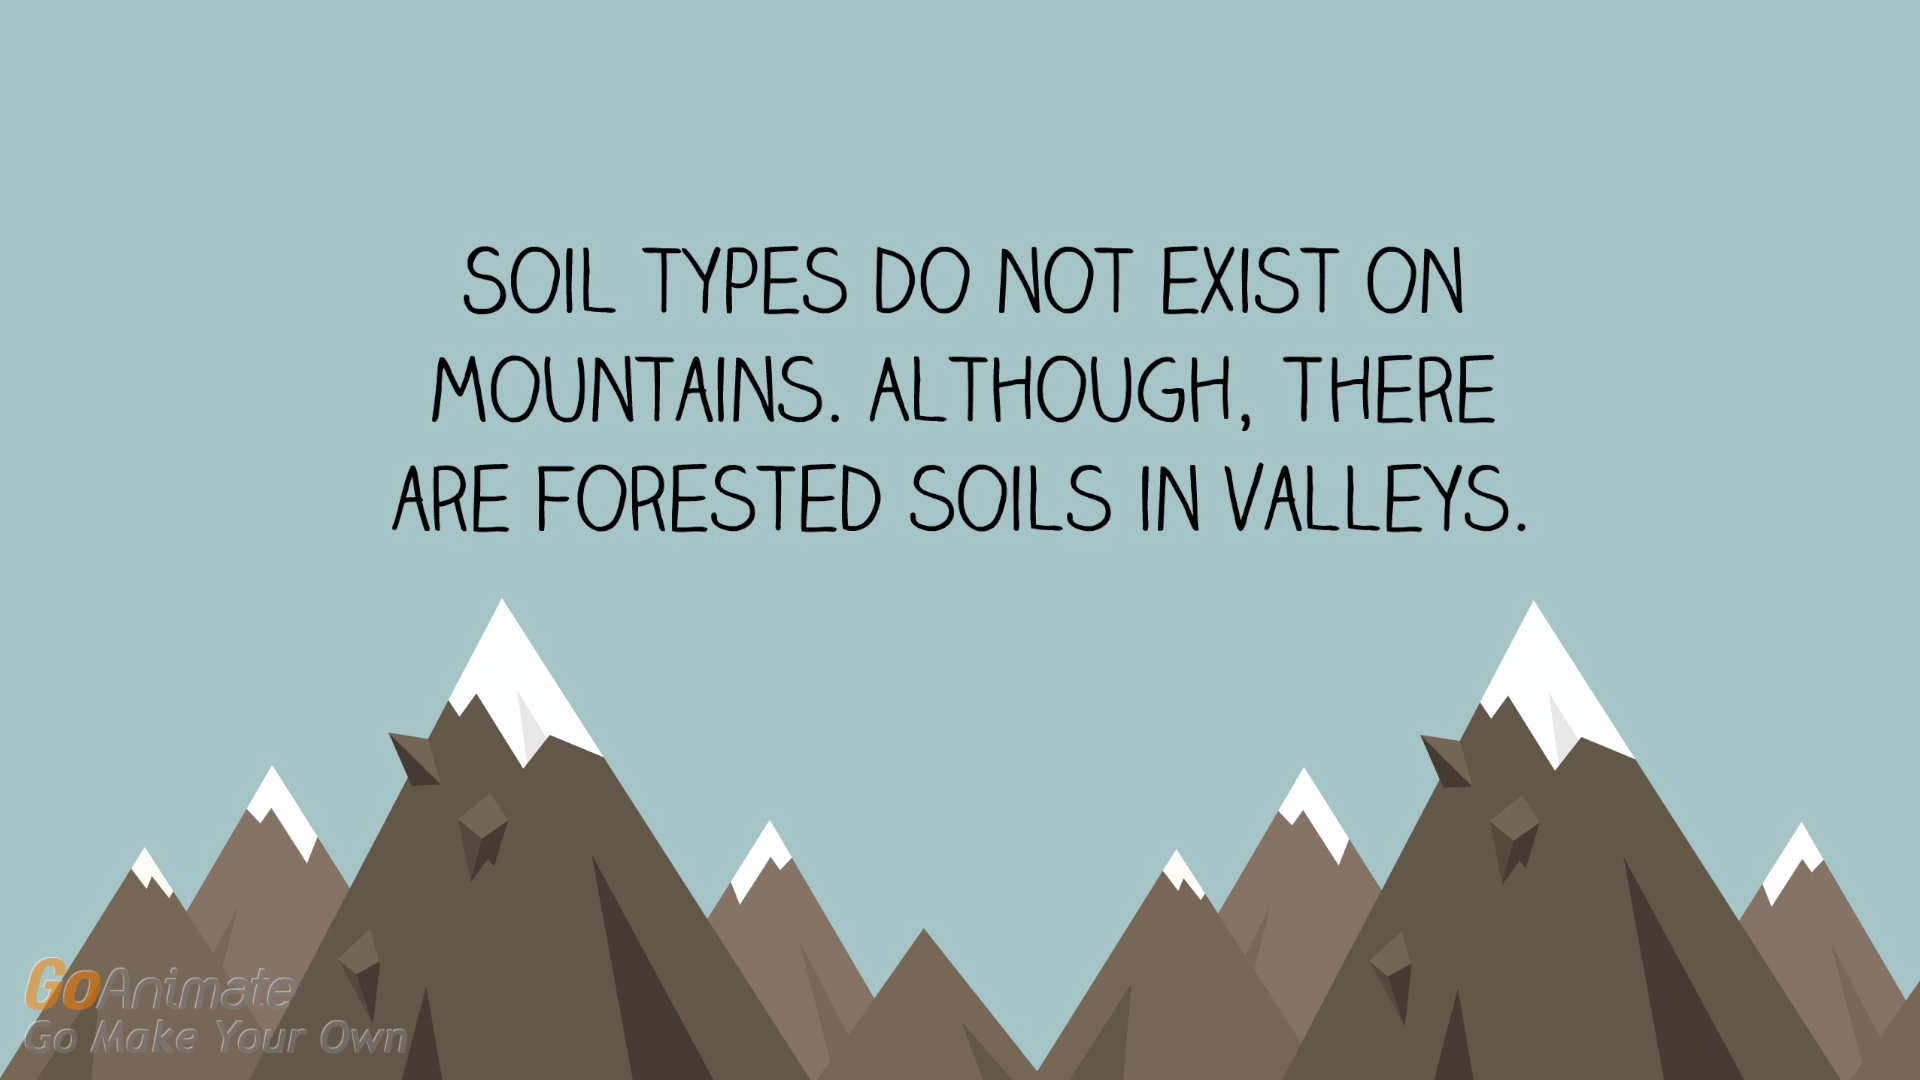 SOIL TYPES DO NOT EXIST ON
MOUNTAINS. ALTHOUGH, THERE
ARE FORESTED SOILS IN VALLEYS.
GoAnimate
Go Make Your Own